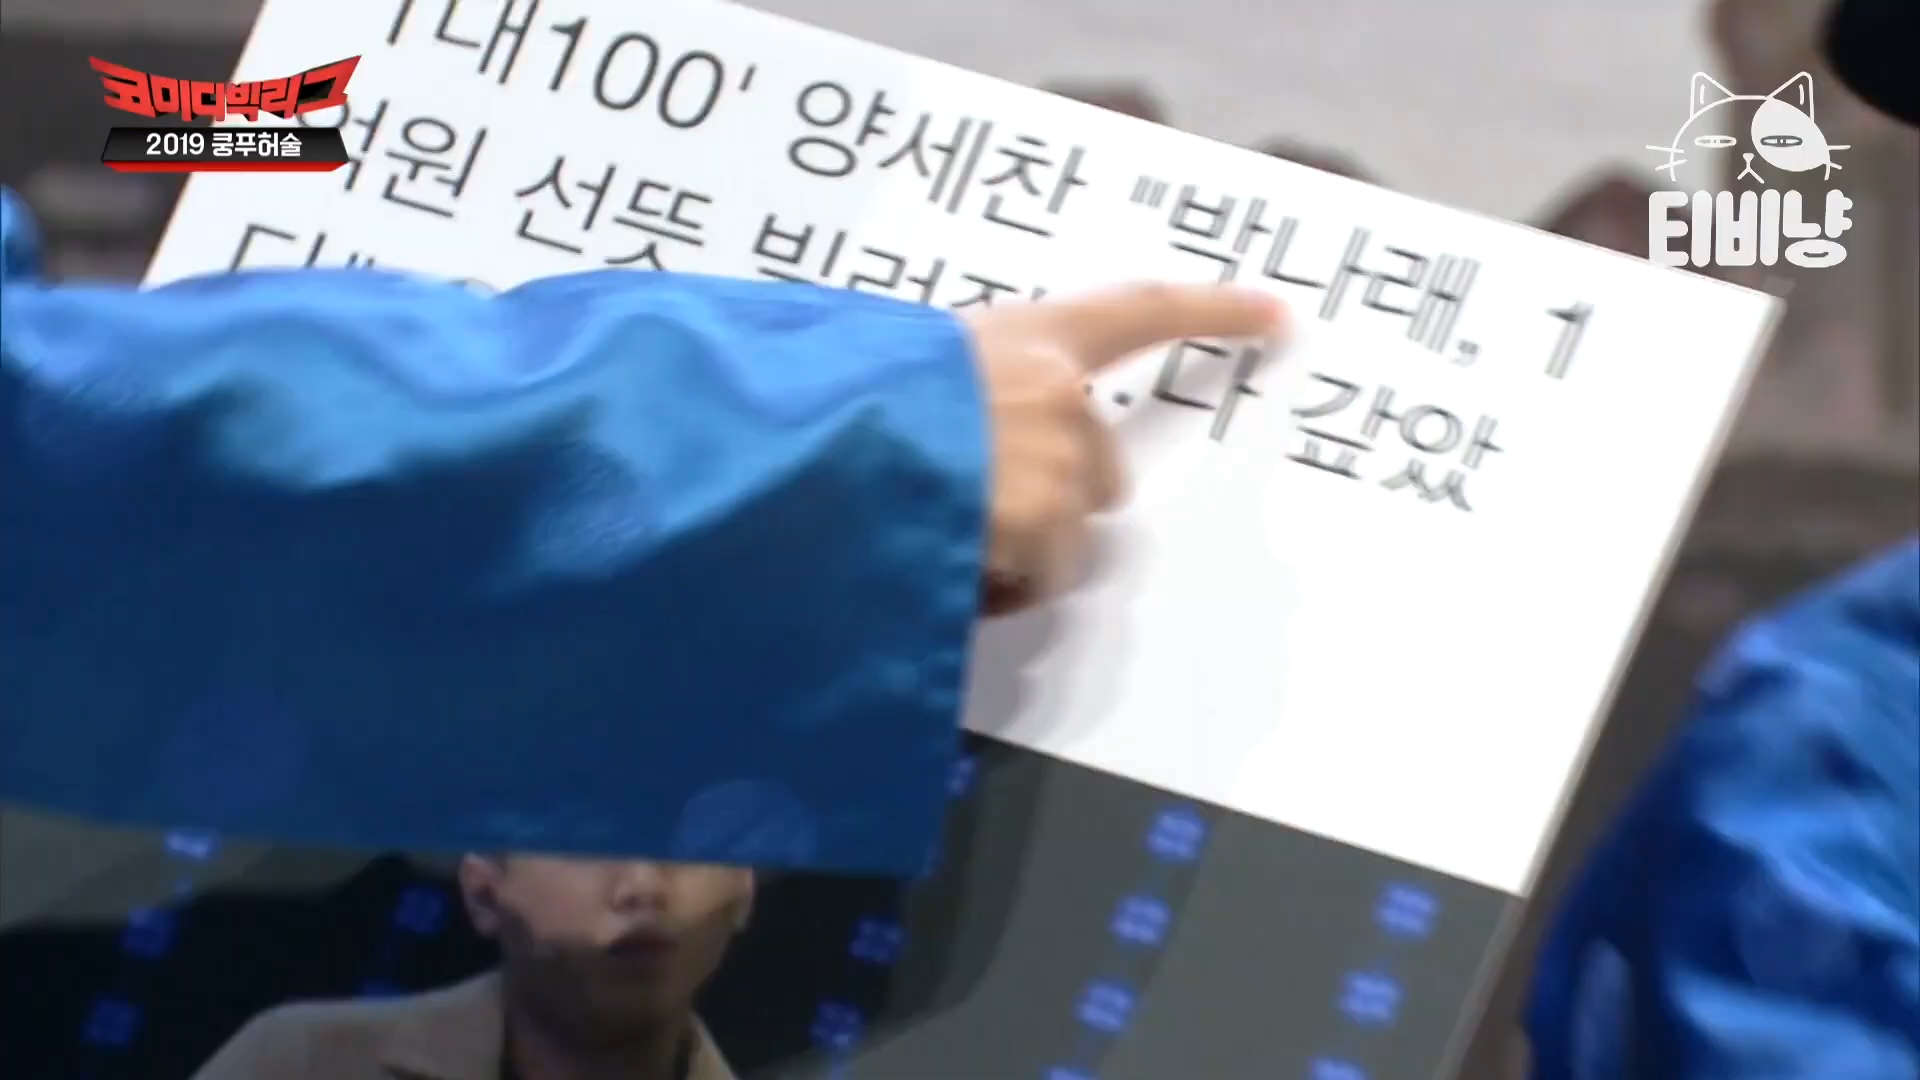 코미디빅리그
2019 쿵푸허술
티비냥
1대100' 양세찬 "박나래, 1
억원 선뜻 빌려
다 갚았